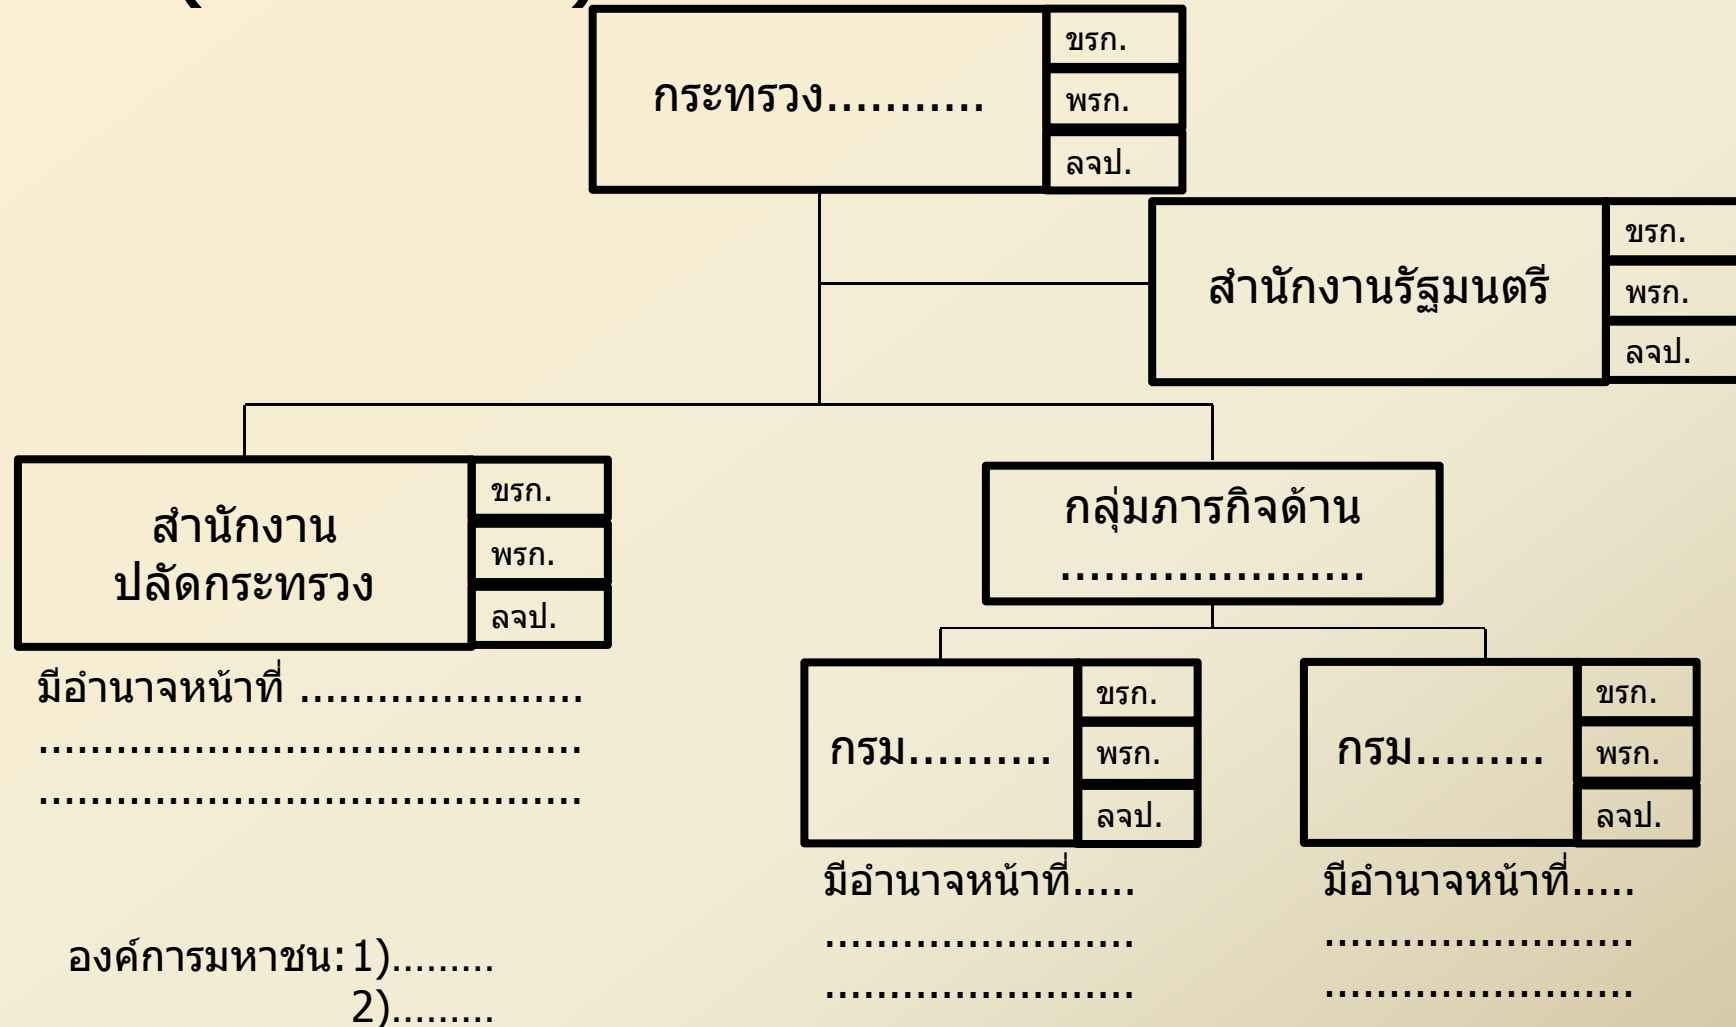 กระทรวง...........
ขรก.
พรก.
ลจป.
สำนักงานรัฐมนตรี
ขรก.
พรก.
ลจป.
สำนักงาน
ปลัดกระทรวง
ขรก.
พรก.
ลจป.
มีอำนาจหน้าที่ ......................
..........................................
..........................................
กลุ่มภารกิจด้าน
.....................
กรม..........
ขรก.
พรก.
ลจป.
มีอำนาจหน้าที่.....
........................
........................
กรม.........
ขรก.
พรก.
ลจป.
มีอำนาจหน้าที่.....
........................
........................
องค์การมหาชน:1).........
2).........